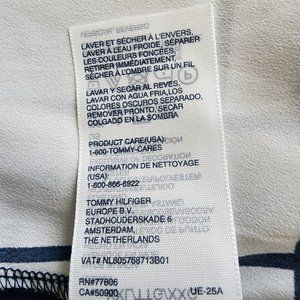 LAVER ET SÉCHER À L'ENVERS,
LAVER À L'EAU FROIDE, SÉPARER
LES COULEURS FONCÉES,
RETIRER IMMÉDIATEMENT,
SÉCHER À L'OMBRE SUR UN FIL
LAVAR Y SECAR AL REVÉS,
LAVAR CON AGUA FRIALOS
COLORES OSCUROS SEPARADO,
REMOVER PRONTO, SECAR
COLGADO EN LA SOMBRA
PRODUCT CARE(USA):
1-800-TOMMY-CARES
INFORMATION DE NETTOYAGE
(USA):
1-800-866-6922
TOMMY HILFIGER
EUROPE B.V.
STADHOUDERSKADE 6
AMSTERDAM,
THE NETHERLANDS
VAT# NL805788713B01
RN#77806
CA#50900 UE-25A